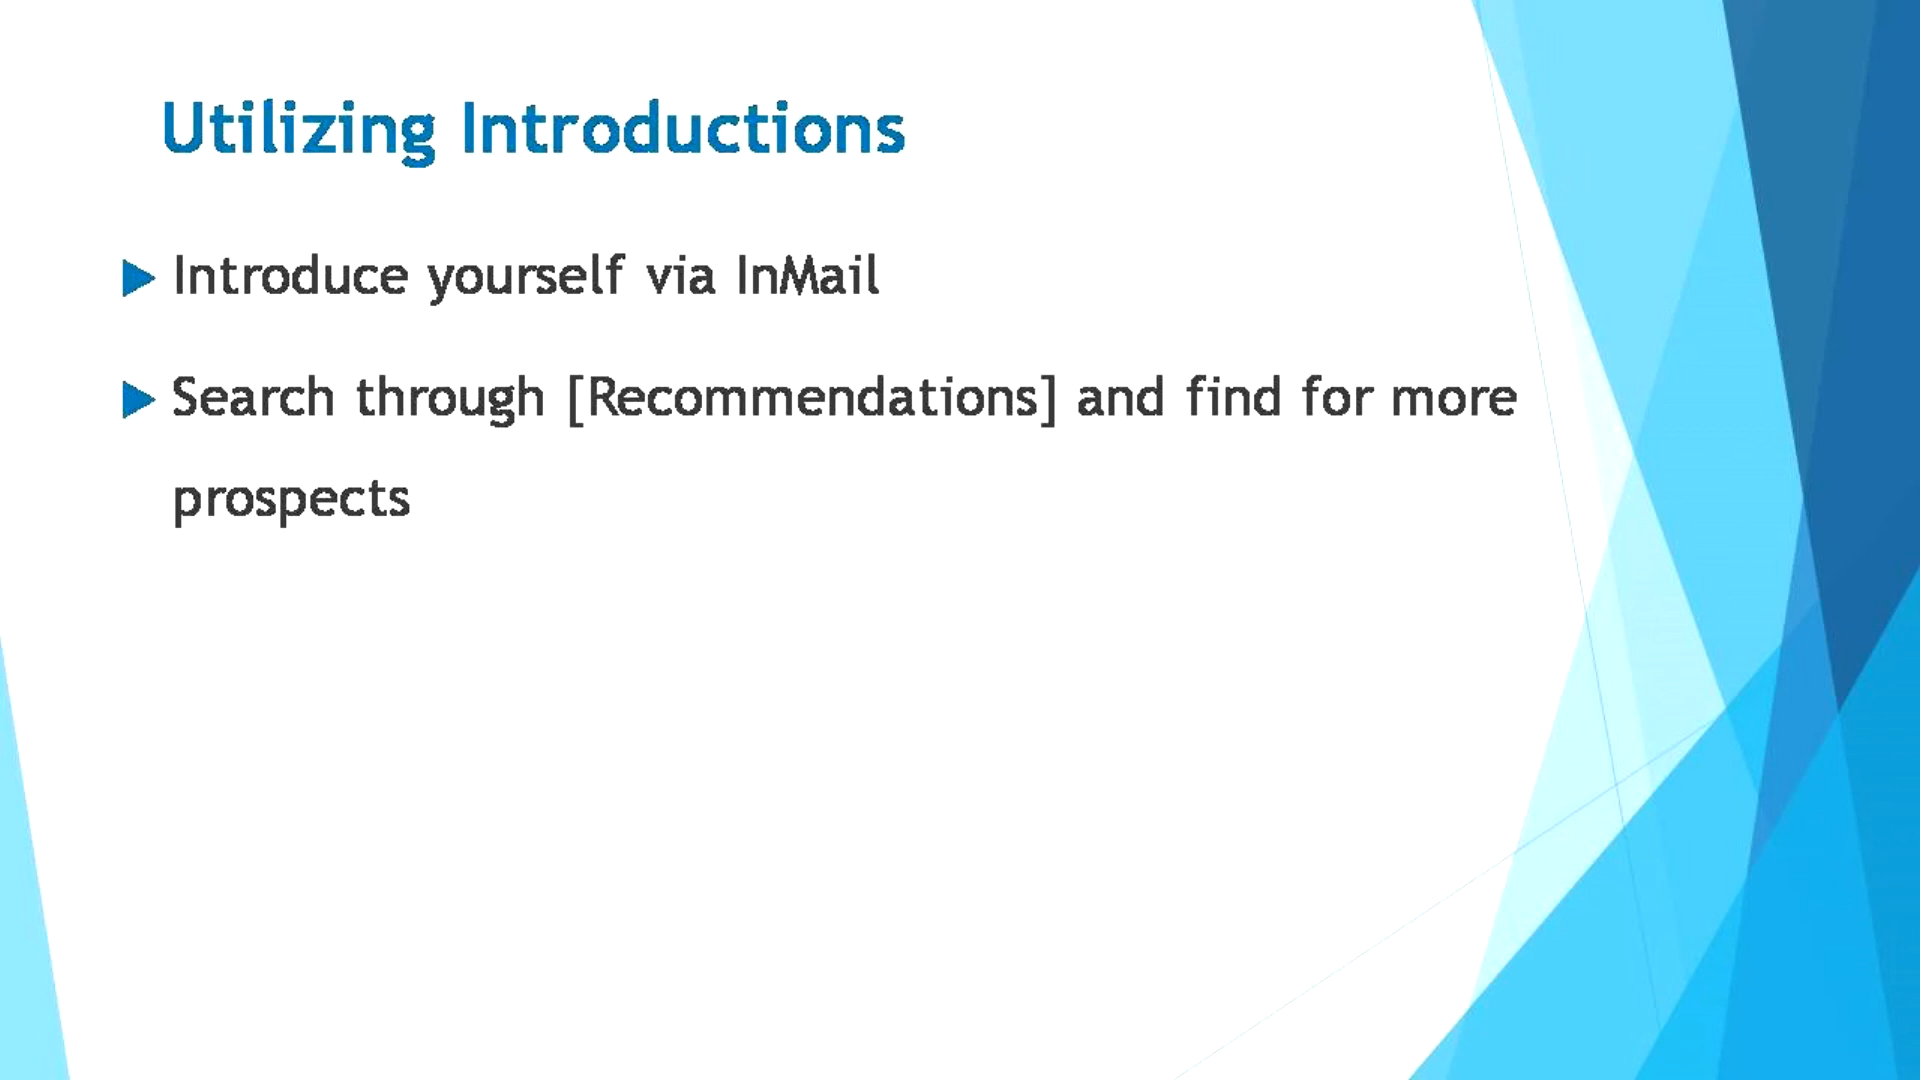 Utilizing Introductions
Introduce yourself via InMail
Search through [Recommendations] and find for more
prospects